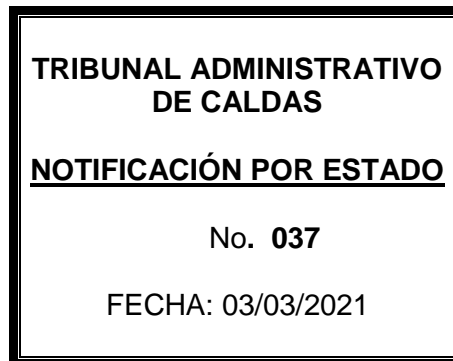 TRIBUNAL ADMINISTRATIVO
DE CALDAS
NOTIFICACIÓN POR ESTADO
No. 037
FECHA: 03/03/2021